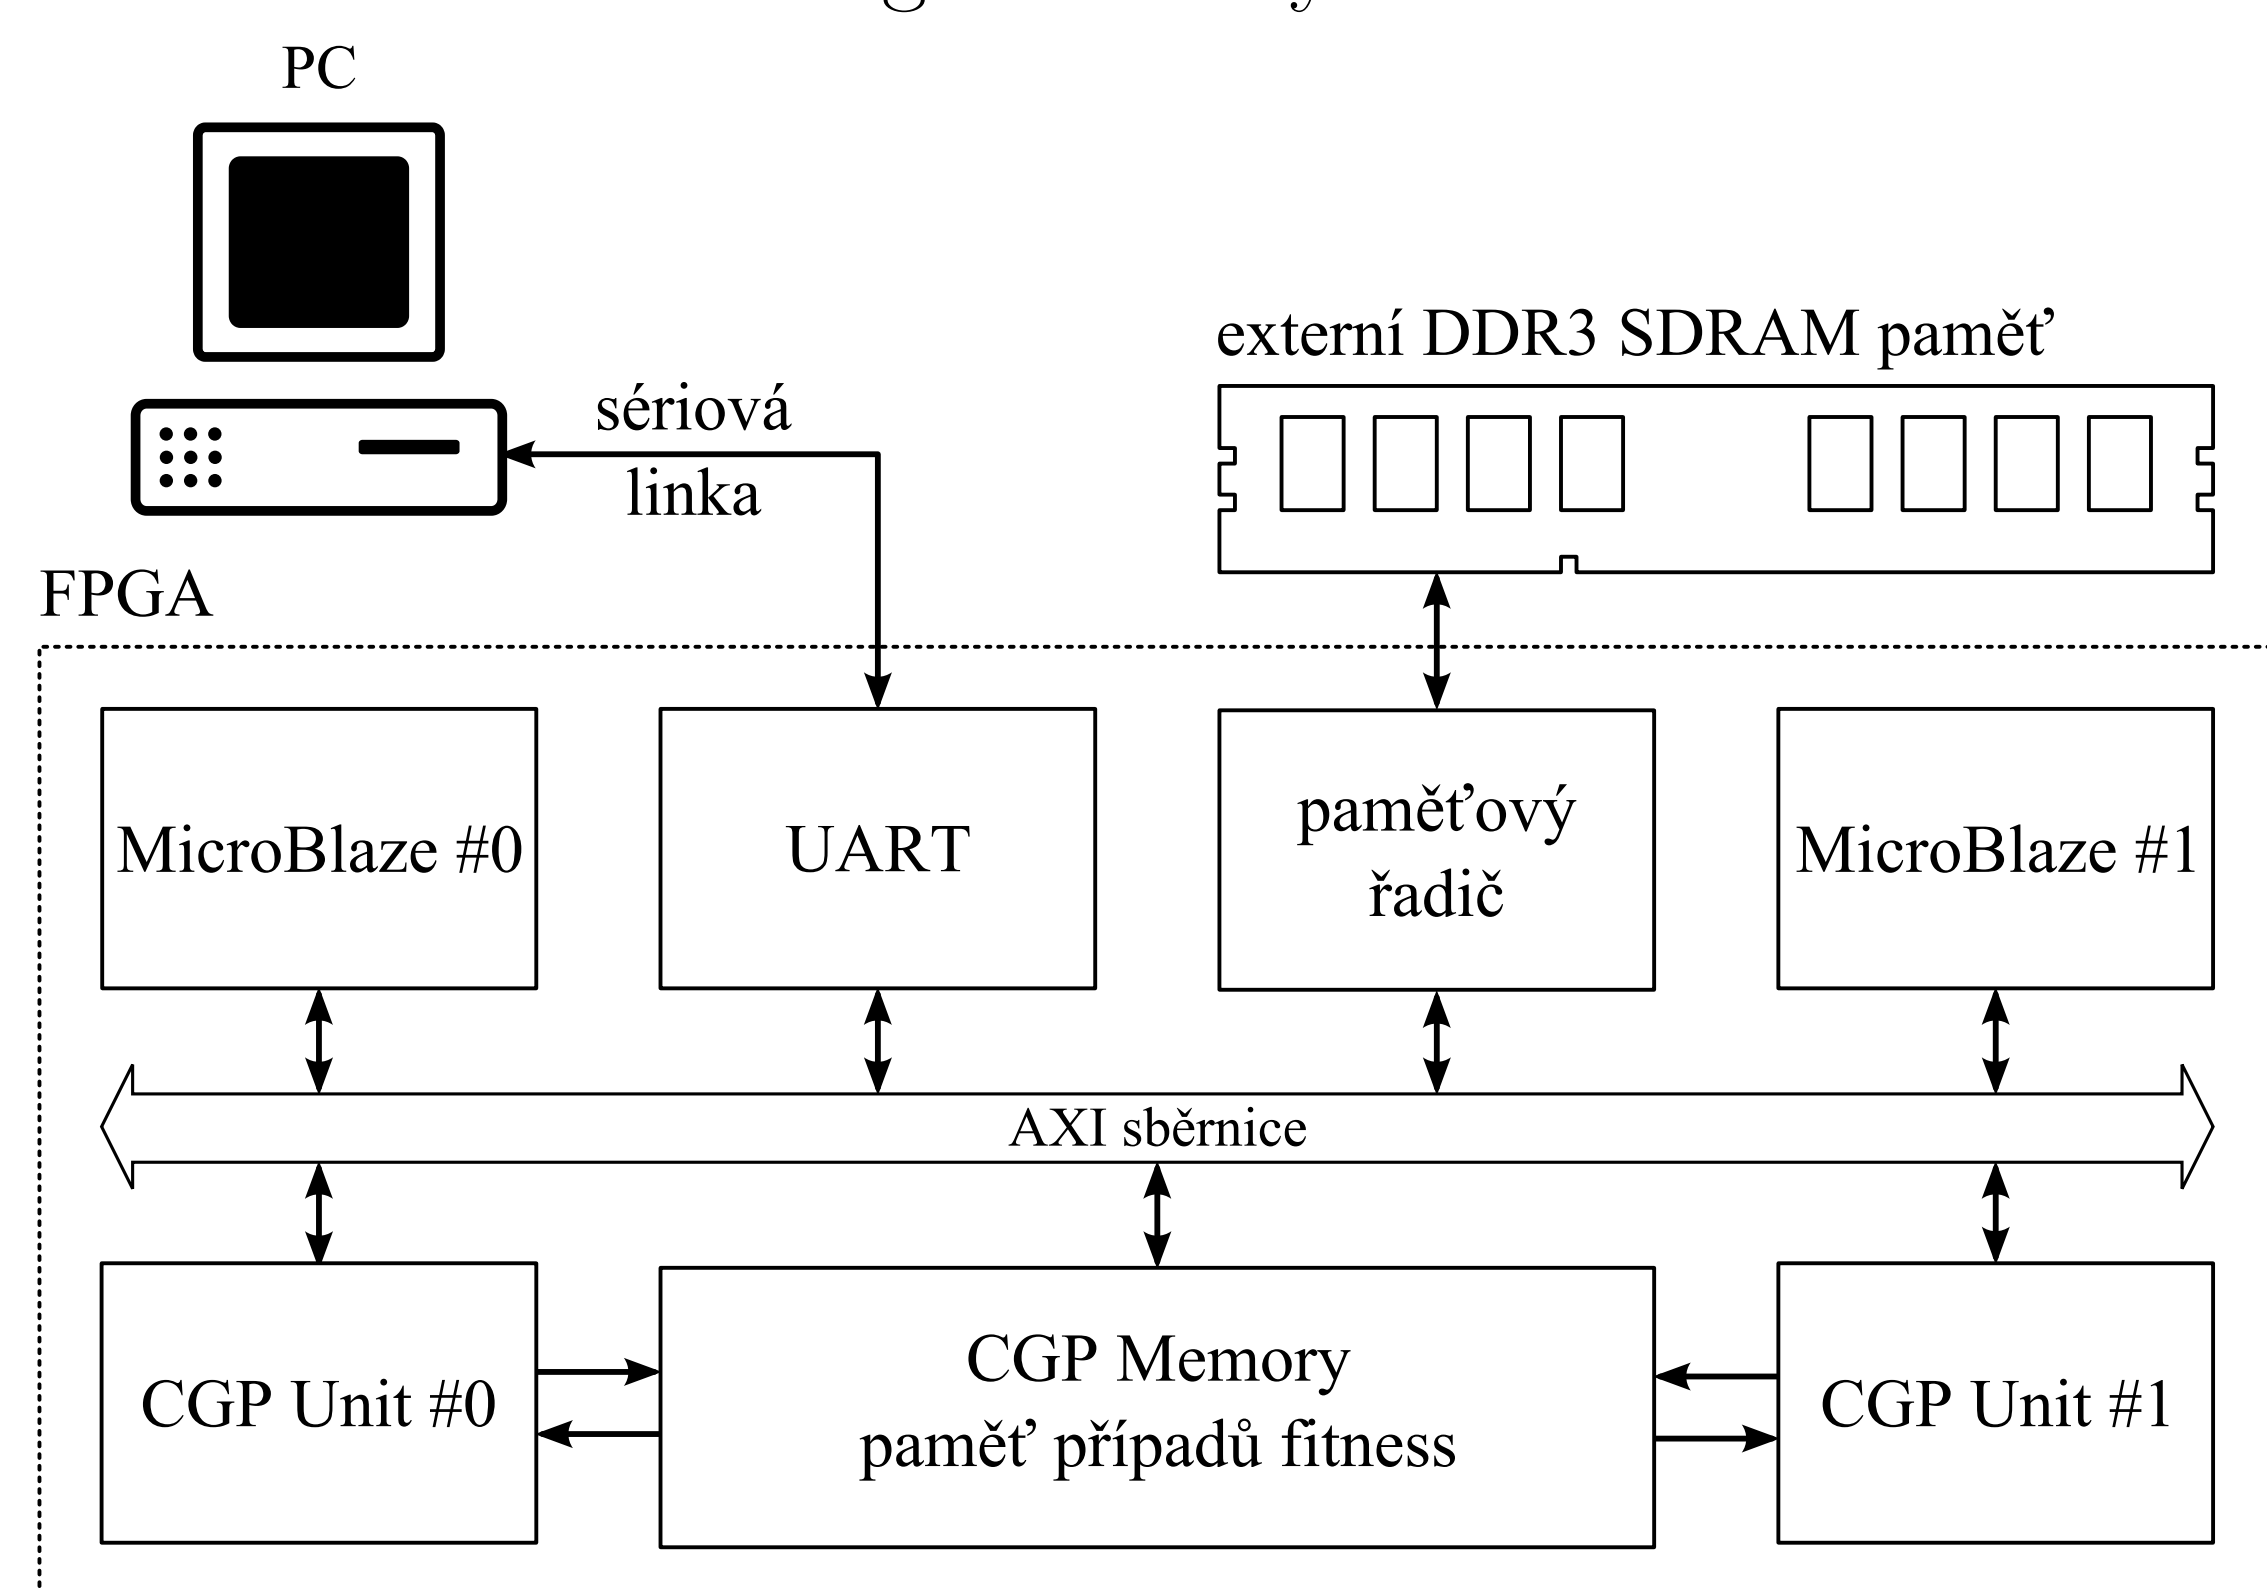 PC
externí DDR3 SDRAM paměť
sériová
linka
FPGA
MicroBlaze #0
UART
paměťový
řadič
MicroBlaze #1
AXI sběrnice
CGP Unit #0
CGP Memory
paměť případů fitness
CGP Unit #1